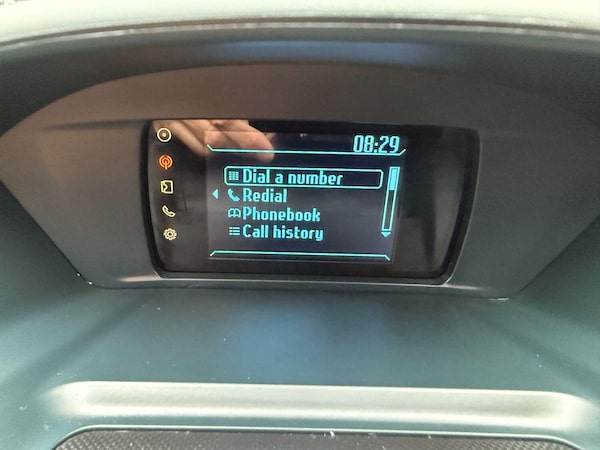 08:29
Dial a number
Redial
Phonebook
Call history